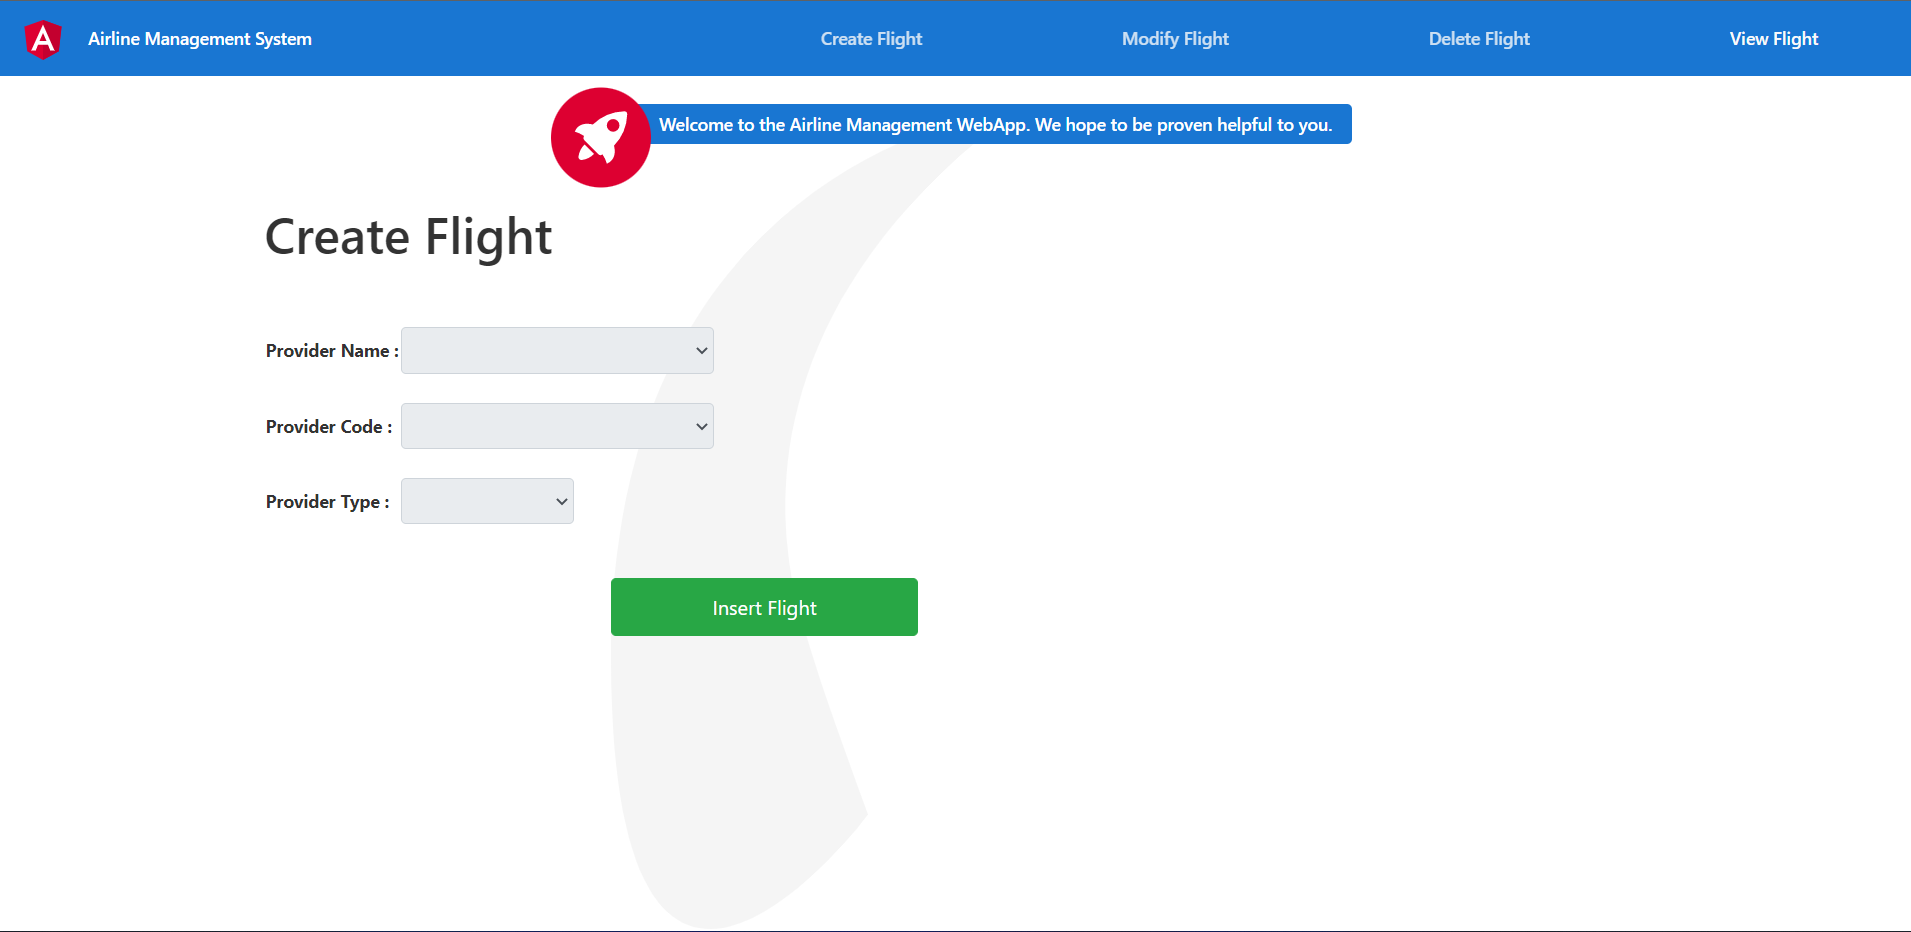 A
Airline Management System Create Flight Modify Flight Delete Flight View Flight
Welcome to the Airline Management WebApp. We hope to be proven helpful to you.
Create Flight
Provider Name :
Provider Code :
Provider Type :
Insert Flight